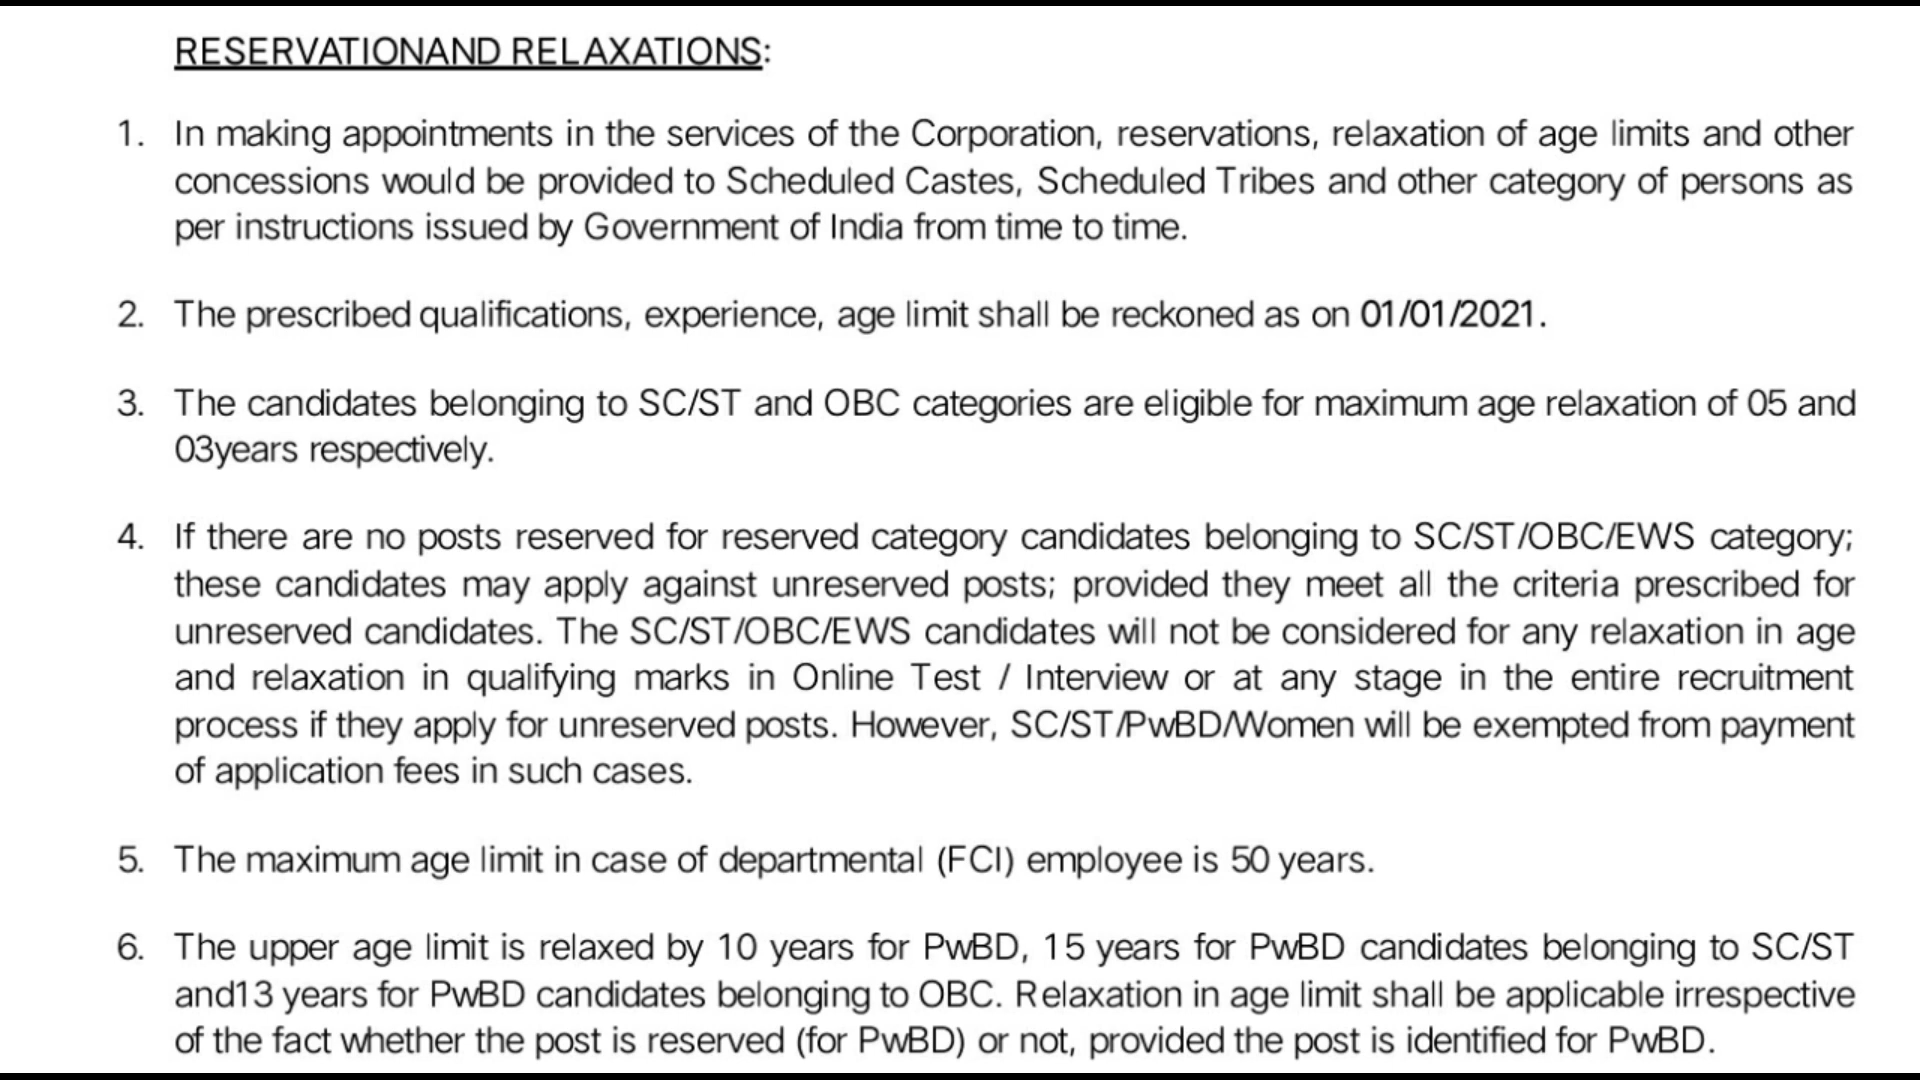 RESERVATIONAND RELAXATIONS:
1. In making appointments in the services of the Corporation, reservations, relaxation of age limits and other
concessions would be provided to Scheduled Castes, Scheduled Tribes and other category of persons as
per instructions issued by Government of India from time to time.
2. The prescribed qualifications, experience, age limit shall be reckoned as on 01/01/2021.
3. The candidates belonging to SC/ST and OBC categories are eligible for maximum age relaxation of 05 and
03years respectively.
4. If there are no posts reserved for reserved category candidates belonging to SC/ST/OBC/EWS category;
these candidates may apply against unreserved posts; provided they meet all the criteria prescribed for
unreserved candidates. The SC/ST/OBC/EWS candidates will not be considered for any relaxation in age
and relaxation in qualifying marks in Online Test / Interview or at any stage in the entire recruitment
process if they apply for unreserved posts. However, SC/ST/PwBD/Women will be exempted from payment
of application fees in such cases.
5. The maximum age limit in case of departmental (FCI) employee is 50 years.
6. The upper age limit is relaxed by 10 years for PwBD, 15 years for PwBD candidates belonging to SC/ST
and13 years for PwBD candidates belonging to OBC. Relaxation in age limit shall be applicable irrespective
of the fact whether the post is reserved (for PwBD) or not, provided the post is identified for PwBD.